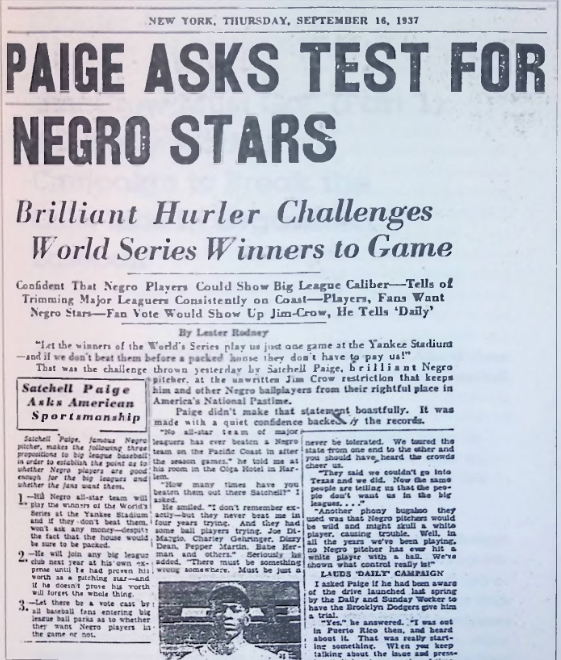 NEW YORK, THURSDAY, SEPTEMBER 16, 1937
PAIGE ASKS TEST FOR
NEGRO STARS
Brilliant Hurler Challenges
World Series Winners to Game
Confident That Negro Players Could Show Big League Caliber—Tells of
Trimming Major Leaguers Consistently on Coast—Players, Fans Want
Negro Stars—Fan Vote Would Show Up Jim-Crow, He Tells 'Daily'
By Lester Rodney
"Let the winners of the World's Series play us just one game at the Yankee Stadium
—and if we don't beat them before a packed house they don't have to pay us!"
That was the challenge thrown yesterday by Satchell Paige, brilliant Negro
pitcher, at the unwritten Jim Crow restriction that keeps
him and other Negro ballplayers from their rightful place in
America's National Pastime.
Paige didn't make that statement boastfully. It was
made with a quiet confidence backed by the records.
Satchell Paige
Asks American
Sportsmanship
Satchell Paige, famous Negro
pitcher, makes the following three
propositions to big league baseball
in order to establish the point as to
whether Negro players are good
enough for the big leagues and
whether the fans want them.
1.—His Negro all-star team will
play the winners of the World's
Series at the Yankee Stadium
and if they don't beat them,
won't ask any money—despite
the fact that the house would
be sure to be packed.
2.—He will join any big league
club next year at his own ex-
pense until he had proven his
worth as a pitching star—and
if he doesn't prove his worth
will forget the whole thing.
3.—Let there be a vote cast by
all baseball fans entering big
league ball parks as to whether
they want Negro players in
the game or not.
"No all-star team of major
leaguers has ever beaten a Negro
team on the Pacific Coast in after
the season games," he told me in
his room in the Olga Hotel in Har-
lem.
"How many times have you
beaten them out there Satchell?" I
asked.
He smiled. "I don't remember ex-
actly—but they never beat me in
four years trying. And they had
some ball players trying. Joe Di-
Maggio, Charley Gehringer, Dizzy
Dean, Pepper Martin, Babe Her-
man and others." Seriously he
added, "There must be something
wrong somewhere. Must be just a
never be tolerated. We toured the
state from one end to the other and
you should have heard the crowds
cheer us.
"They said we couldn't go into
Texas and we did. Now the same
people are telling us that the peo-
ple don't want us in the big
leagues. . . ."
"Another phony bugaboo they
used was that Negro pitchers would
be wild and might skull a white
player, causing trouble. Well, in
all the years we've been playing,
no Negro pitcher has ever hit a
white player with a ball. We've
shown what control really is!"
LAUDS 'DAILY' CAMPAIGN
I asked Paige if he had been aware
of the drive launched last spring
by the Daily and Sunday Worker to
have the Brooklyn Dodgers give him
a trial.
"Yes," he answered. "I was out
in Puerto Rico then, and heard
about it. That was really start-
ing something. When you keep
talking about the issue and press-